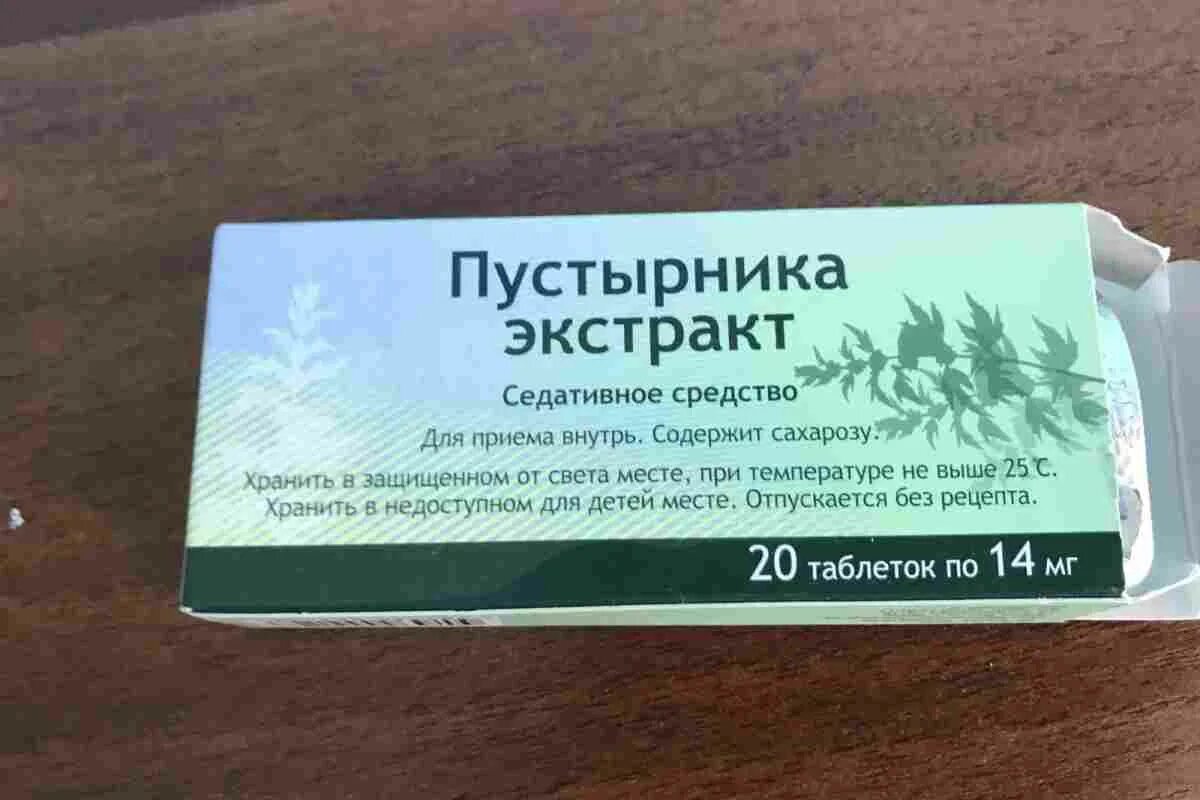 Пустырника
экстракт
Седативное средство
Для приема внутрь. Содержит сахарозу.
Хранить в защищенном от света месте, при температуре не выше 25°С.
Хранить в недоступном для детей месте. Отпускается без рецепта.
20 таблеток по 14 мг